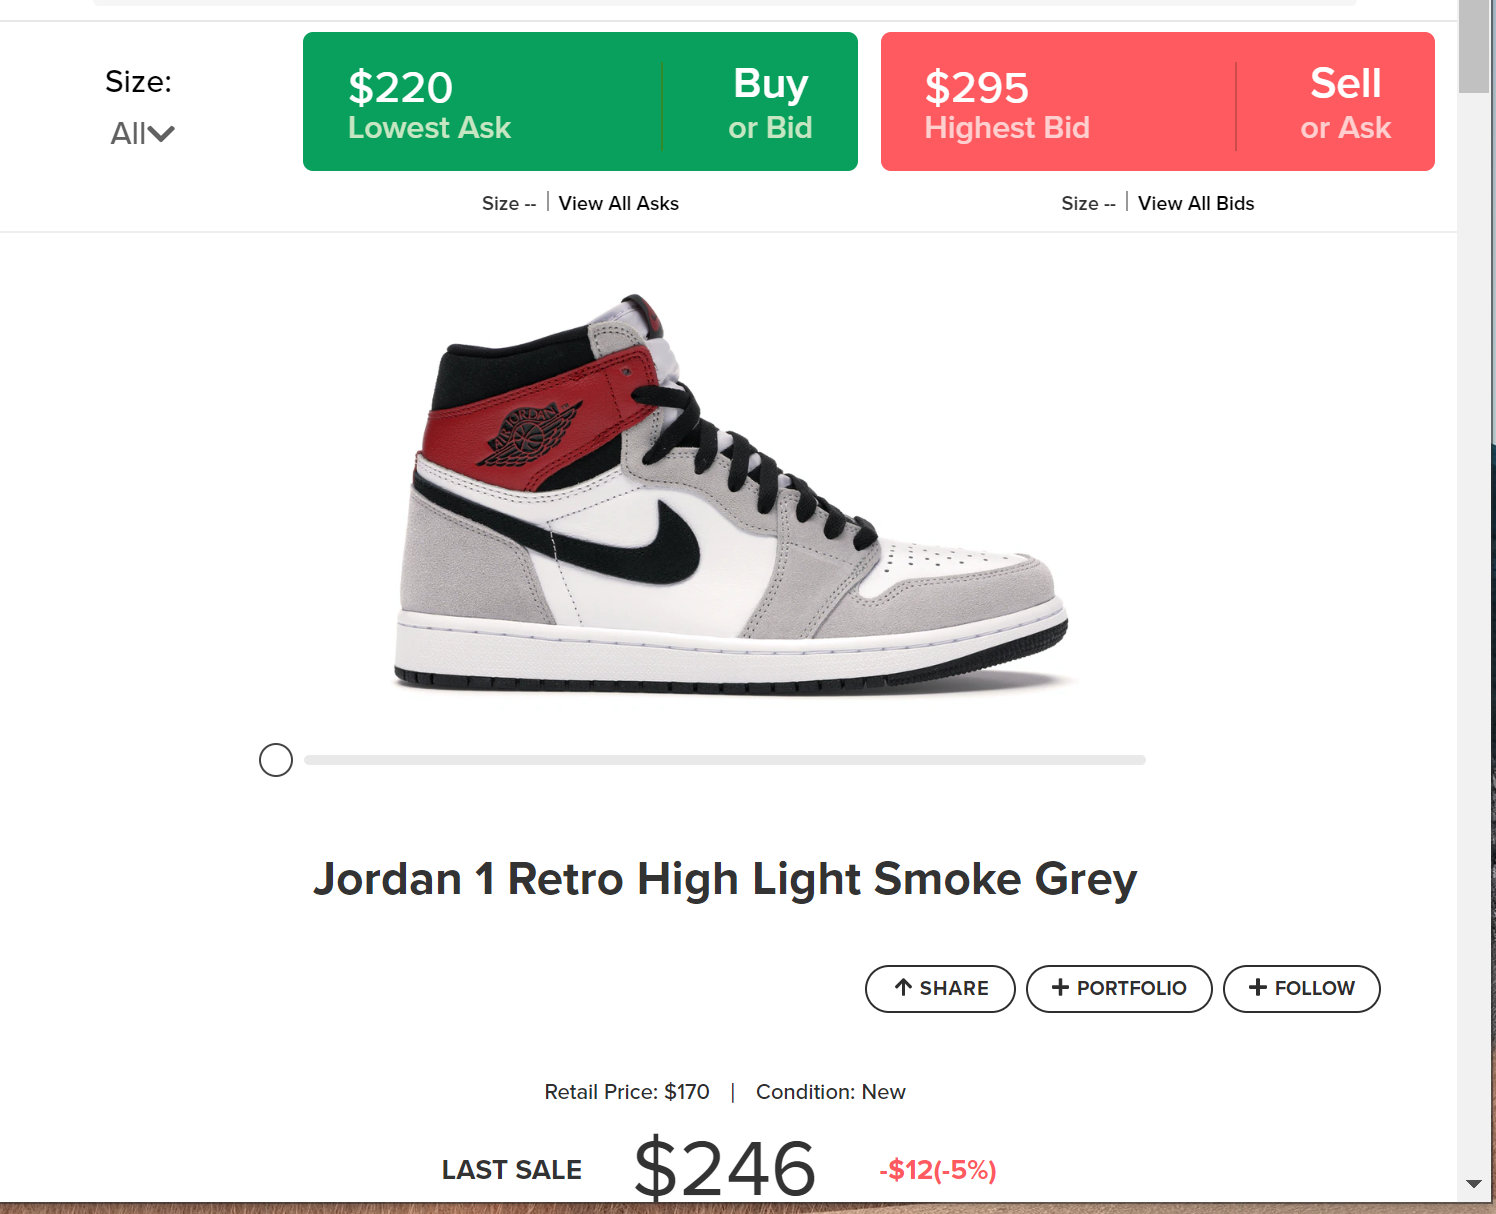 Size:
All
$220
Lowest Ask
Buy
or Bid
$295
Highest Bid
Sell
or Ask
Size -- | View All Asks
Size -- | View All Bids
AIR JORDAN
TM
Jordan 1 Retro High Light Smoke Grey
SHARE
+ PORTFOLIO
+ FOLLOW
Retail Price: $170 | Condition: New
LAST SALE $246 -$12(-5%)